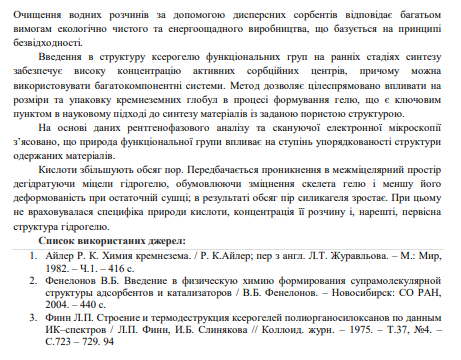 Очищення водних розчинів за допомогою дисперсних сорбентів відповідає багатьом
вимогам екологічно чистого та енергоощадного виробництва, що базується на принципі
безвідходності.
Введення в структуру ксерогелю функціональних груп на ранніх стадіях синтезу
забезпечує високу концентрацію активних сорбційних центрів, причому можна
використовувати багатокомпонентні системи. Метод дозволяє цілеспрямовано впливати на
розміри та упаковку кремнеземних глобул в процесі формування гелю, що є ключовим
пунктом в науковому підході до синтезу матеріалів із заданою пористою структурою.
На основі даних рентгенофазового аналізу та скануючої електронної мікроскопії
з’ясовано, що природа функціональної групи впливає на ступінь упорядкованості структури
одержаних матеріалів.
Кислоти збільшують обсяг пор. Передбачається проникнення в межміцелярний простір
дегідратуючи міцели гідрогелю, обумовлюючи зміцнення скелета гелю і меншу його
деформованість при остаточній сушці; в результаті обсяг пір силикагеля зростає. При цьому
не враховувалася специфіка природи кислоти, концентрація її розчину і, нарешті, первісна
структура гідрогелю.
Список використаних джерел:
1. Айлер Р. К. Химия кремнезема. / Р. К.Айлер; пер з англ. Л.Т. Журавльова. – М.: Мир,
1982. – Ч.1. – 416 с.
2. Фенелонов В.Б. Введение в физическую химию формирования супрамолекулярной
структуры адсорбентов и катализаторов / В.Б. Фенелонов. – Новосибирск: СО РАН,
2004. – 440 с.
3. Финн Л.П. Строение и термодеструкция ксерогелей полиорганосилоксанов по данным
ИК–спектров / Л.П. Финн, И.Б. Слинякова // Коллоид. журн. – 1975. – Т.37, №4. –
С.723 – 729. 94